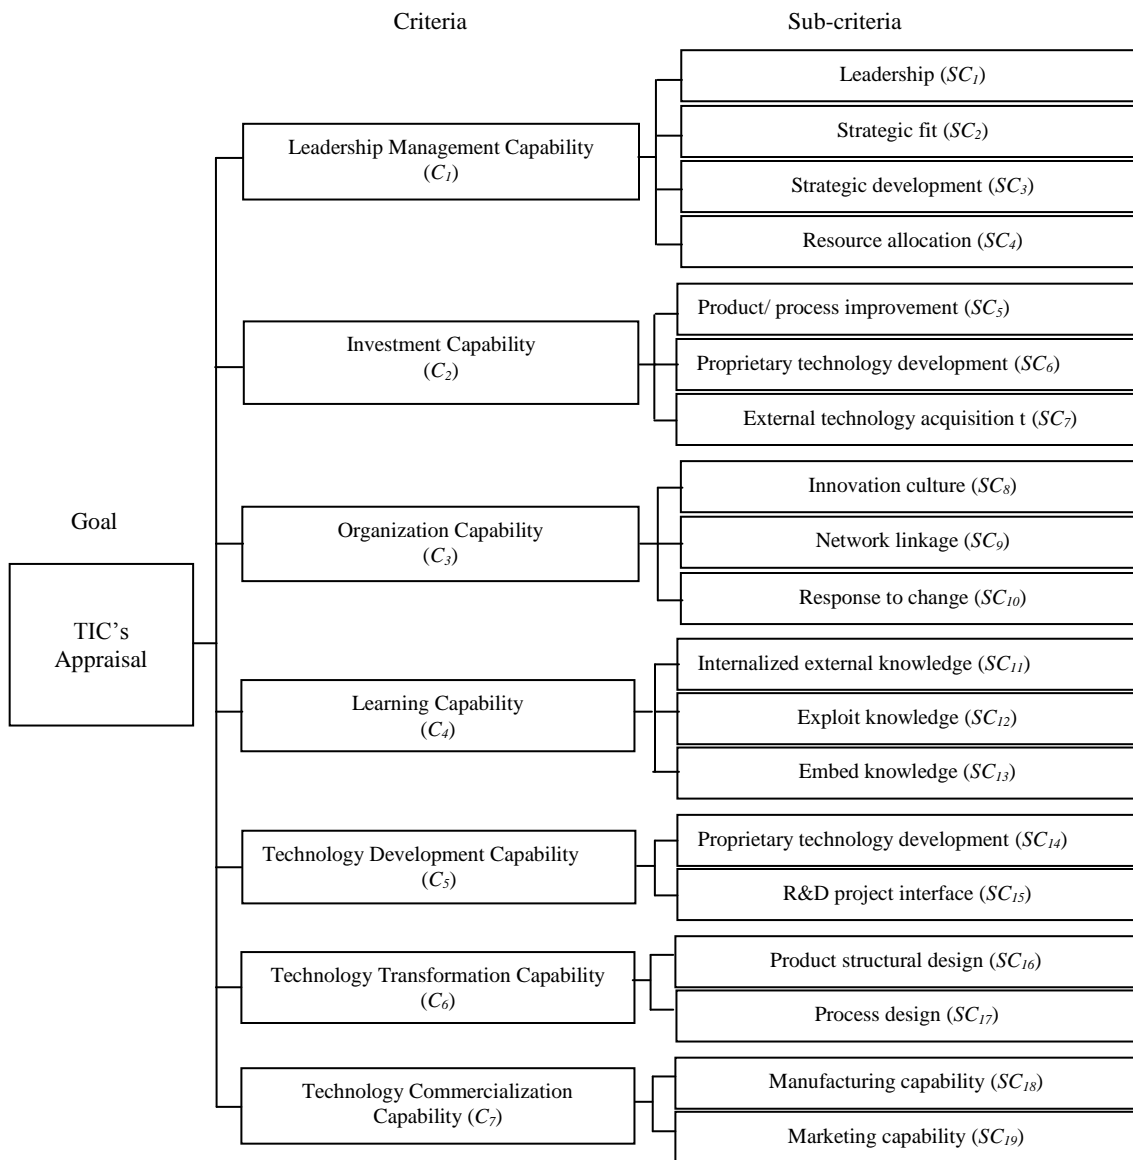 Criteria
Sub-criteria
Leadership (SC1)
Strategic fit (SC2)
Leadership Management Capability
(C1)
Strategic development (SC3)
Resource allocation (SC4)
Product/ process improvement (SC5)
Investment Capability
(C2)
Proprietary technology development (SC6)
External technology acquisition t (SC7)
Innovation culture (SC8)
Organization Capability
(C3)
Network linkage (SC9)
Response to change (SC10)
Goal
TIC’s
Appraisal
Internalized external knowledge (SC11)
Learning Capability
(C4)
Exploit knowledge (SC12)
Embed knowledge (SC13)
Technology Development Capability
(C5)
Proprietary technology development (SC14)
R&D project interface (SC15)
Technology Transformation Capability
(C6)
Product structural design (SC16)
Process design (SC17)
Technology Commercialization
Capability (C7)
Manufacturing capability (SC18)
Marketing capability (SC19)